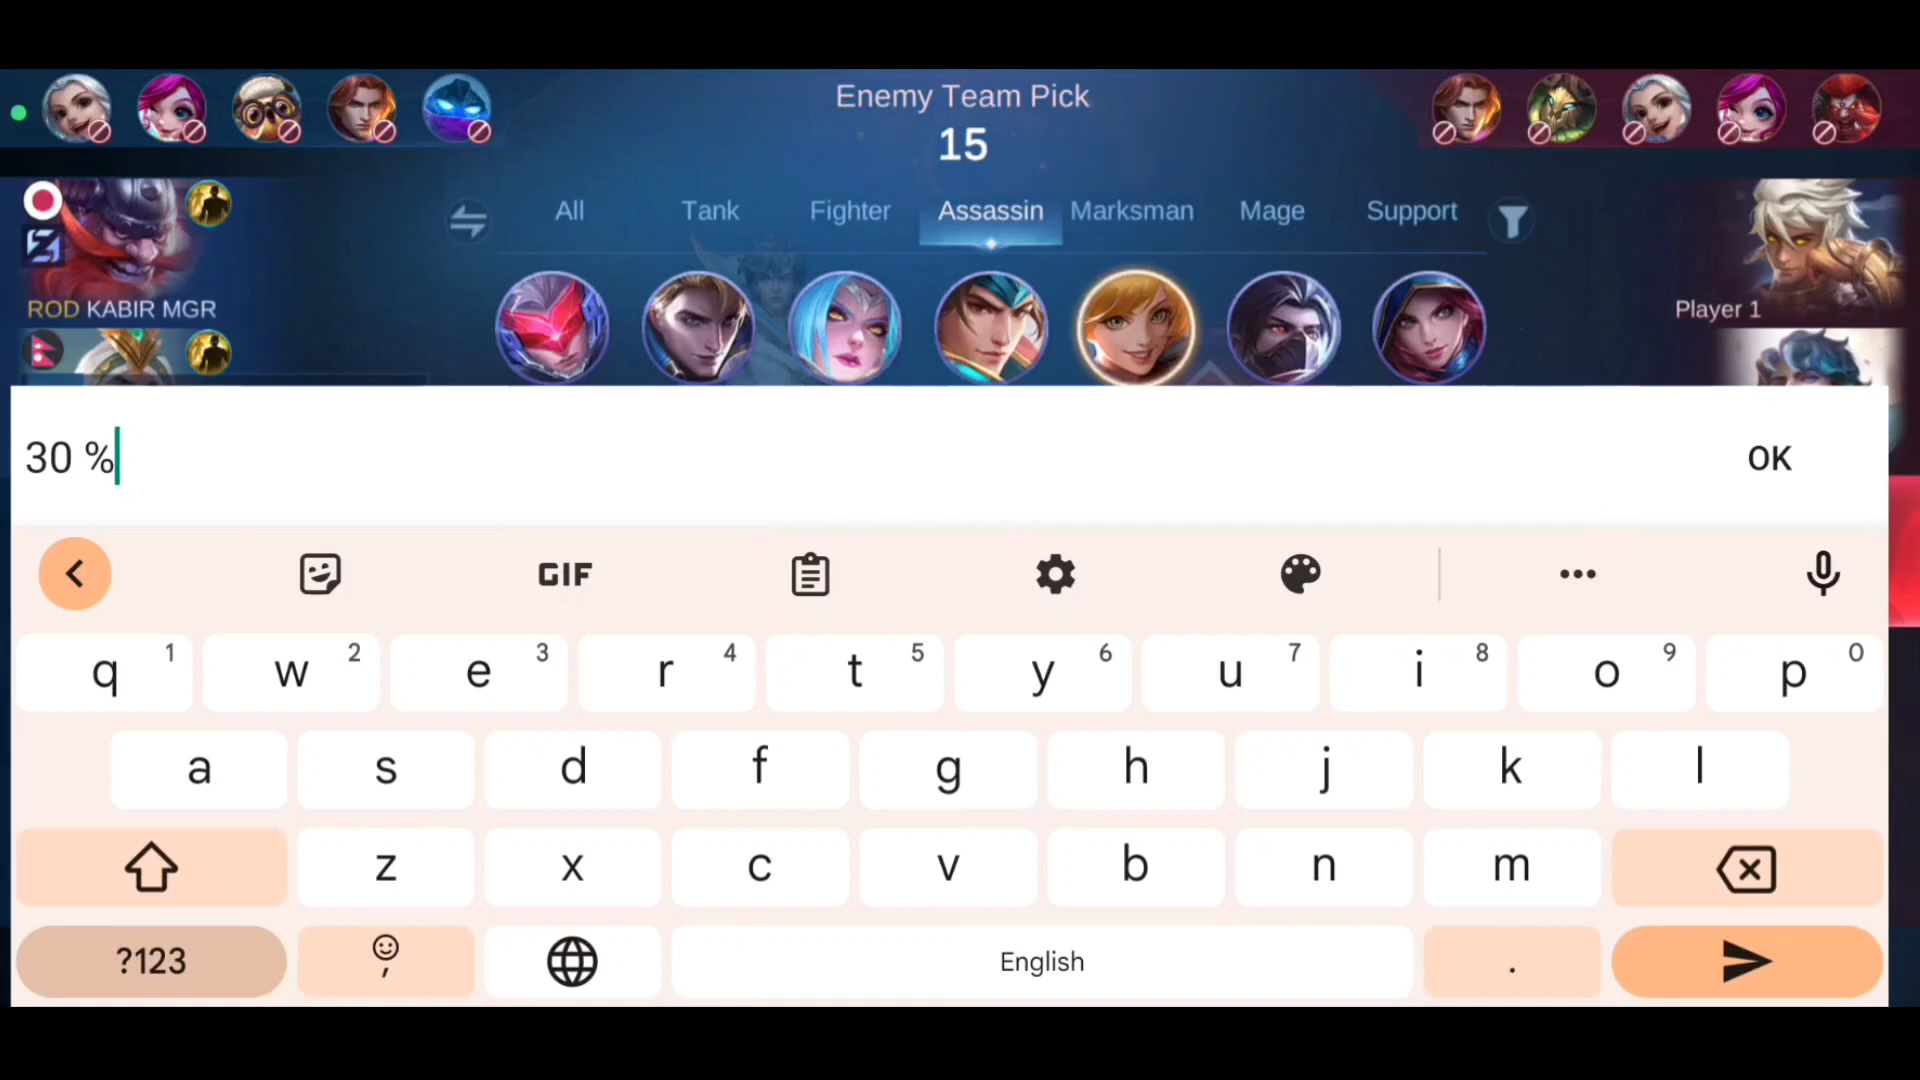 Enemy Team Pick
15
All Tank Fighter Assassin Marksman Mage Support
ROD KABIR MGR
Player 1
30 %
OK
GIF
q 1 w 2 e 3 r 4 t 5 y 6 u 7 i 8 o 9 p 0
a s d f g h j k l
z x c v b n m
?123 , English .